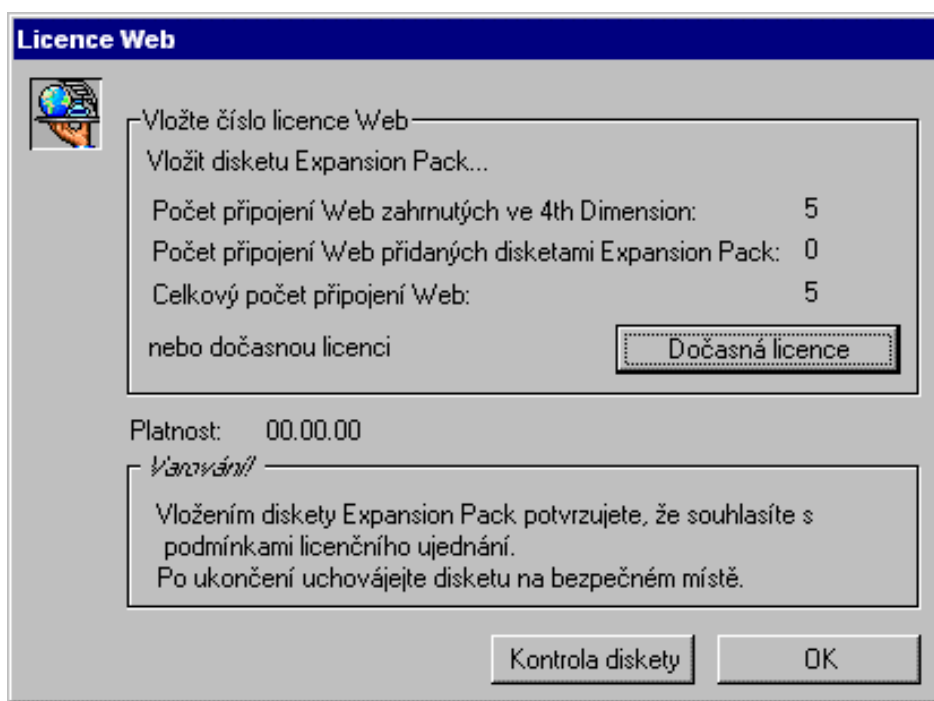 Licence Web
Vložte číslo licence Web
Vložit disketu Expansion Pack...
Počet připojení Web zahrnutých ve 4th Dimension: 5
Počet připojení Web přidaných disketami Expansion Pack: 0
Celkový počet připojení Web: 5
nebo dočasnou licenci Dočasná licence
Platnost: 00.00.00
Varování!
Vložením diskety Expansion Pack potvrzujete, že souhlasíte s
podmínkami licenčního ujednání.
Po ukončení uchovájejte disketu na bezpečném místě.
Kontrola diskety OK